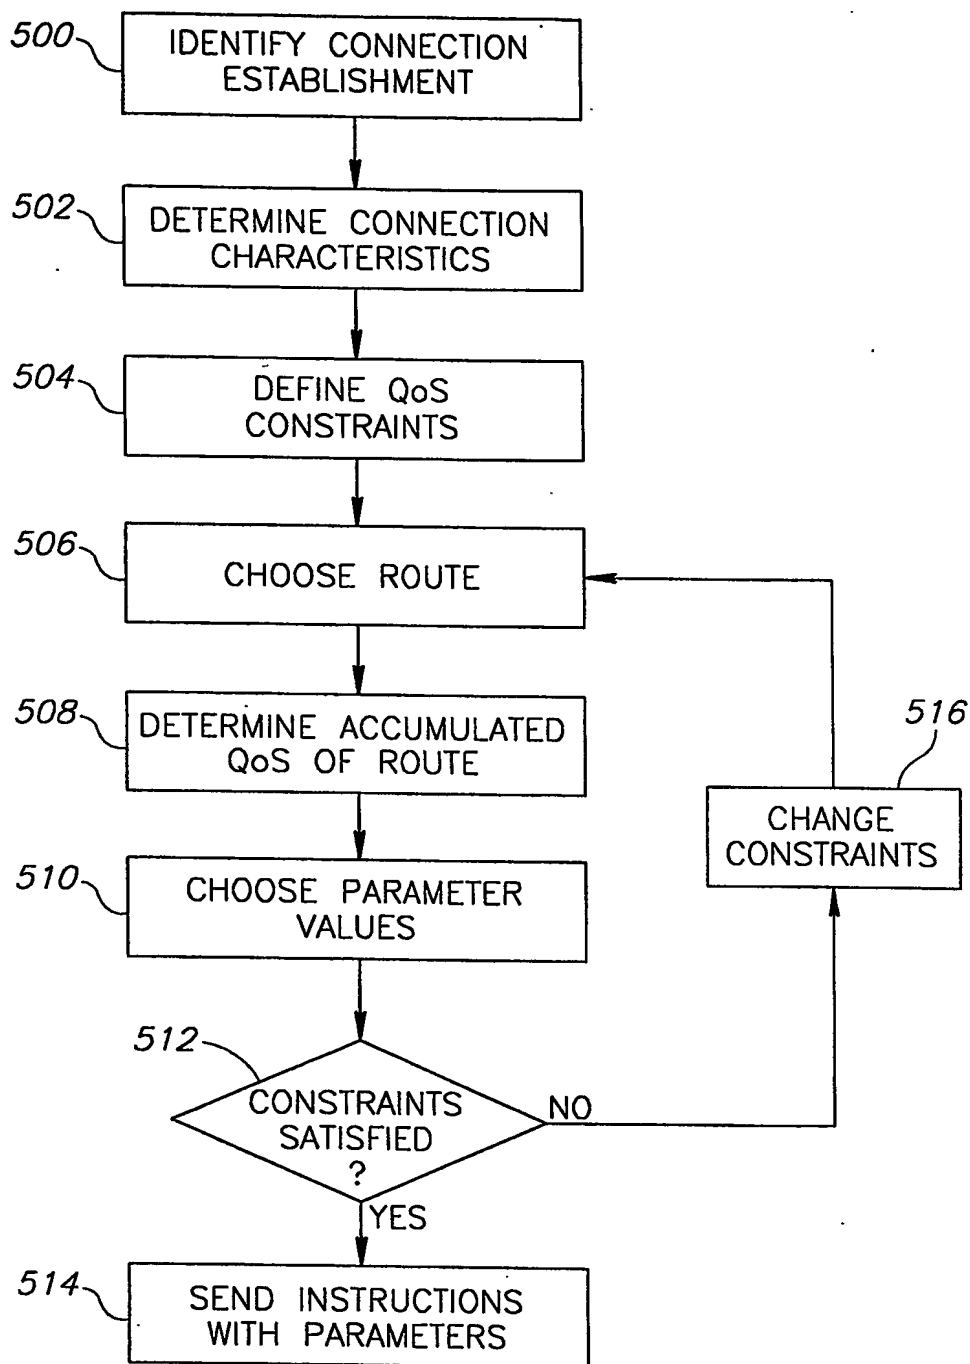 500
IDENTIFY CONNECTION
ESTABLISHMENT
502
DETERMINE CONNECTION
CHARACTERISTICS
504
DEFINE QoS
CONSTRAINTS
506
CHOOSE ROUTE
508
DETERMINE ACCUMULATED
QoS OF ROUTE
516
CHANGE
CONSTRAINTS
510
CHOOSE PARAMETER
VALUES
512
CONSTRAINTS
SATISFIED
?
NO
YES
514
SEND INSTRUCTIONS
WITH PARAMETERS